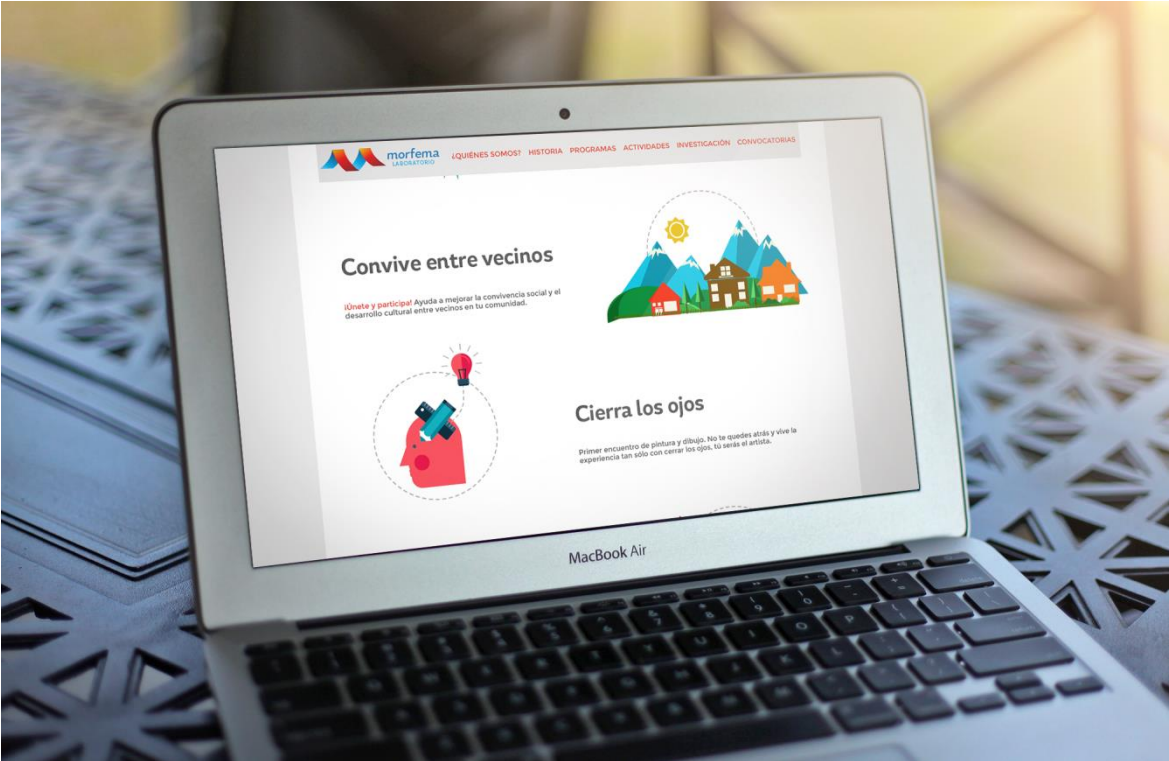 morfema
LABORATORIO
¿QUIÉNES SOMOS? HISTORIA PROGRAMAS ACTIVIDADES INVESTIGACIÓN CONVOCATORIAS
Convive entre vecinos
¡Únete y participa! Ayuda a mejorar la convivencia social y el
desarrollo cultural entre vecinos en tu comunidad.
Cierra los ojos
Primer encuentro de pintura y dibujo. No te quedes atrás y vive la
experiencia tan sólo con cerrar los ojos, tú serás el artista.
MacBook Air